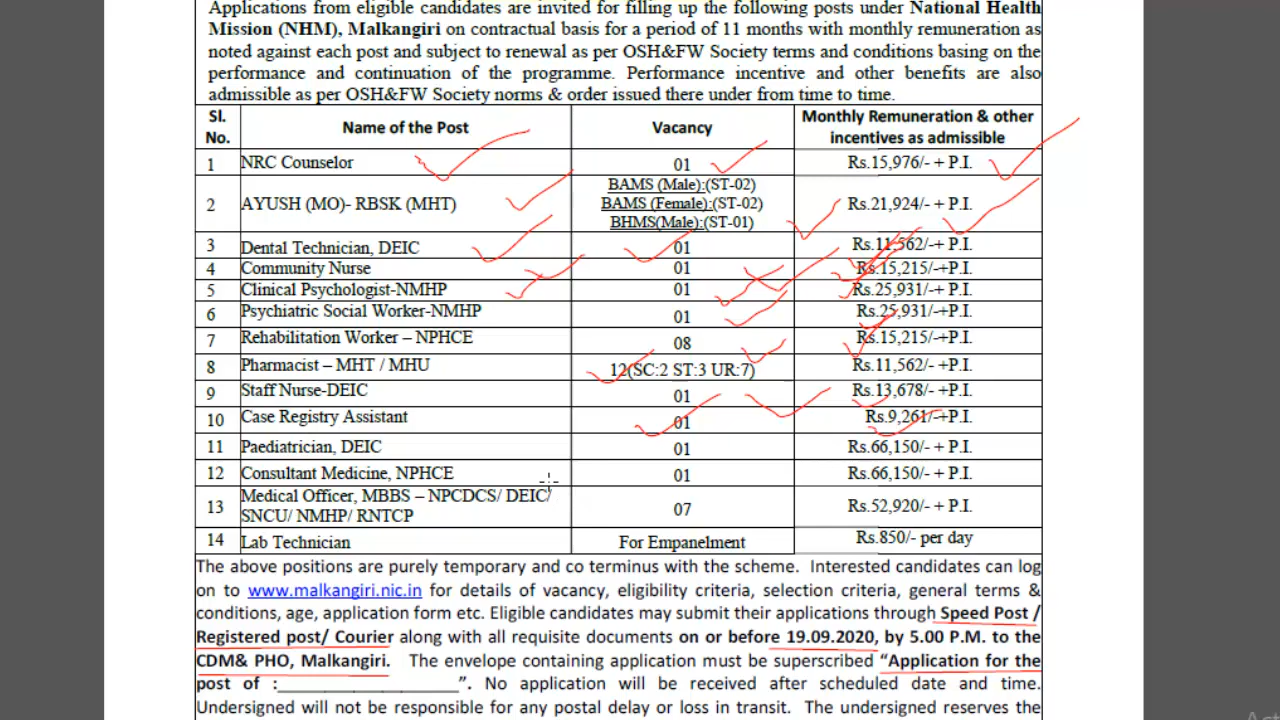 Applications from eligible candidates are invited for filling up the following posts under National Health
Mission (NHM), Malkangiri on contractual basis for a period of 11 months with monthly remuneration as
noted against each post and subject to renewal as per OSH&FW Society terms and conditions basing on the
performance and continuation of the programme. Performance incentive and other benefits are also
admissible as per OSH&FW Society norms & order issued there under from time to time.
Sl. No. Name of the Post Vacancy Monthly Remuneration & other incentives as admissible
1 NRC Counselor 01 Rs.15,976/- + P.I.
2 AYUSH (MO)- RBSK (MHT) BAMS (Male):(ST-02) BAMS (Female):(ST-02) BHMS(Male):(ST-01) Rs.21,924/- + P.I.
3 Dental Technician, DEIC 01 Rs.11,562/-+ P.I.
4 Community Nurse 01 Rs.15,215/-+P.I.
5 Clinical Psychologist-NMHP 01 Rs.25,931/-+P.I.
6 Psychiatric Social Worker-NMHP 01 Rs.25,931/-+P.I.
7 Rehabilitation Worker – NPHCE 08 Rs.15,215/-+P.I.
8 Pharmacist – MHT / MHU 12(SC:2 ST:3 UR:7) Rs.11,562/-+ P.I.
9 Staff Nurse-DEIC 01 Rs.13,678/-+ P.I.
10 Case Registry Assistant 01 Rs.9,261/-+P.I.
11 Paediatrician, DEIC 01 Rs.66,150/- + P.I.
12 Consultant Medicine, NPHCE 01 Rs.66,150/- + P.I.
13 Medical Officer, MBBS – NPCDCS/ DEIC/ SNCU/ NMHP/ RNTCP 07 Rs.52,920/- + P.I.
14 Lab Technician For Empanelment Rs.850/- per day
The above positions are purely temporary and co terminus with the scheme. Interested candidates can log
on to www.malkangiri.nic.in for details of vacancy, eligibility criteria, selection criteria, general terms &
conditions, age, application form etc. Eligible candidates may submit their applications through Speed Post /
Registered post/ Courier along with all requisite documents on or before 19.09.2020, by 5.00 P.M. to the
CDM& PHO, Malkangiri. The envelope containing application must be superscribed “Application for the
post of :____________________”. No application will be received after scheduled date and time.
Undersigned will not be responsible for any postal delay or loss in transit. The undersigned reserves the